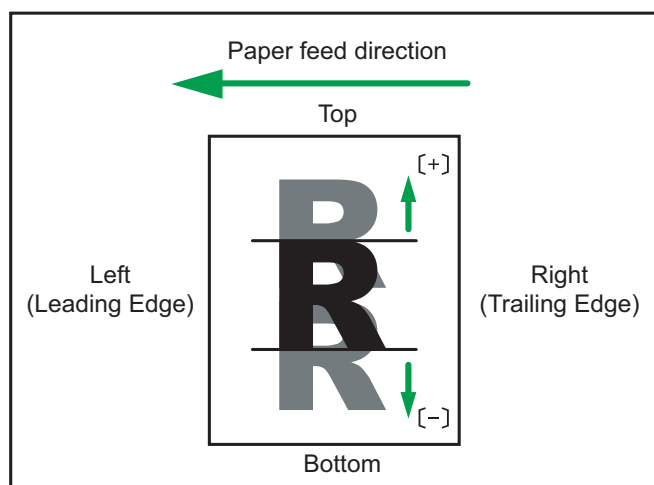 Paper feed direction
Top
[+]
R
R
R
Left
(Leading Edge)
Right
(Trailing Edge)
[−]
Bottom